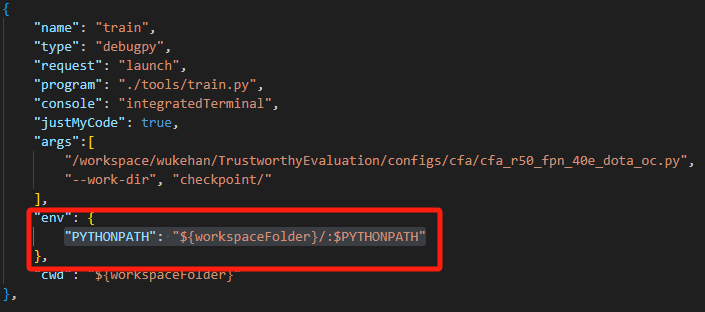 {
"name": "train",
"type": "debugpy",
"request": "launch",
"program": "./tools/train.py",
"console": "integratedTerminal",
"justMyCode": true,
"args":[
"/workspace/wukehan/TrustworthyEvaluation/configs/cfa/cfa_r50_fpn_40e_dota_oc.py",
"--work-dir", "checkpoint/"
],
"env": {
"PYTHONPATH": "${workspaceFolder}/:$PYTHONPATH"
},
"cwd": "${workspaceFolder}"
},